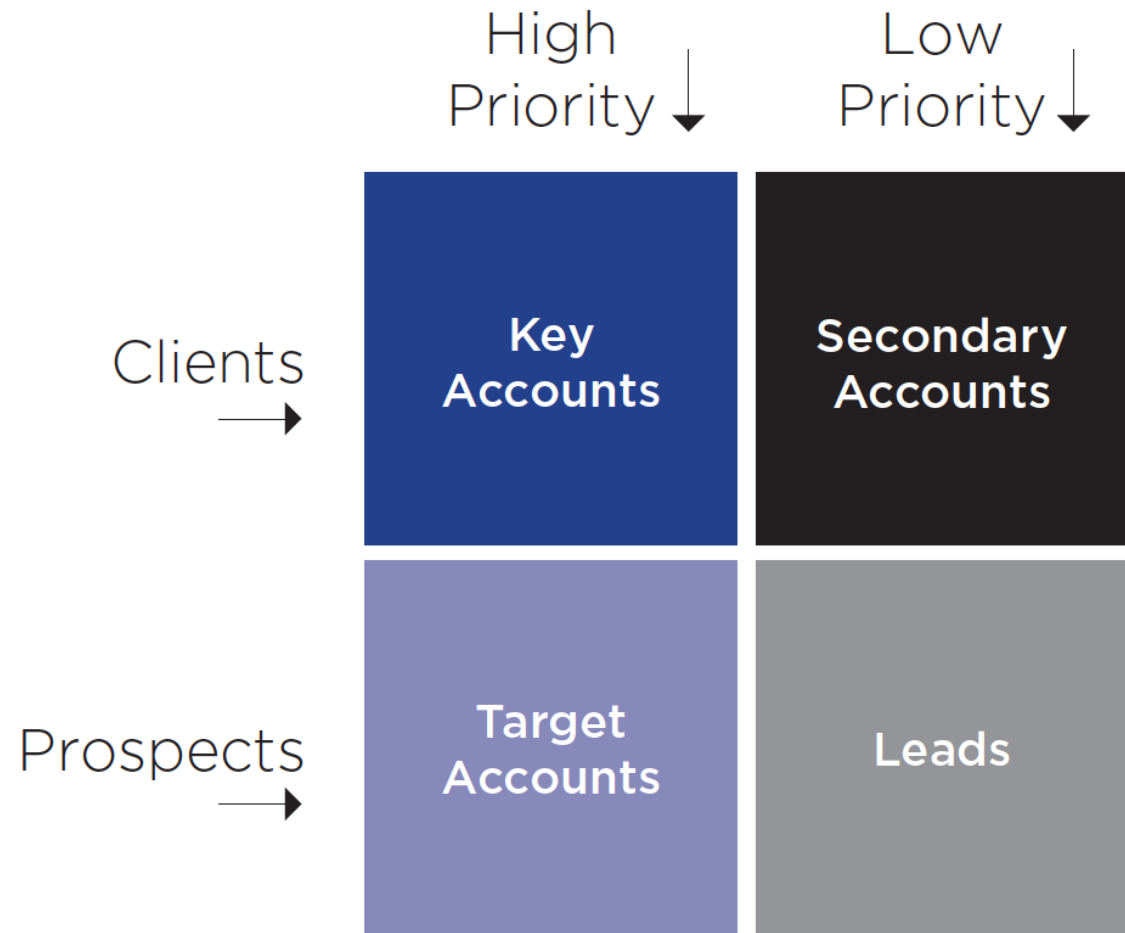 High
Priority
Low
Priority
Clients
Key
Accounts
Secondary
Accounts
Prospects
Target
Accounts
Leads